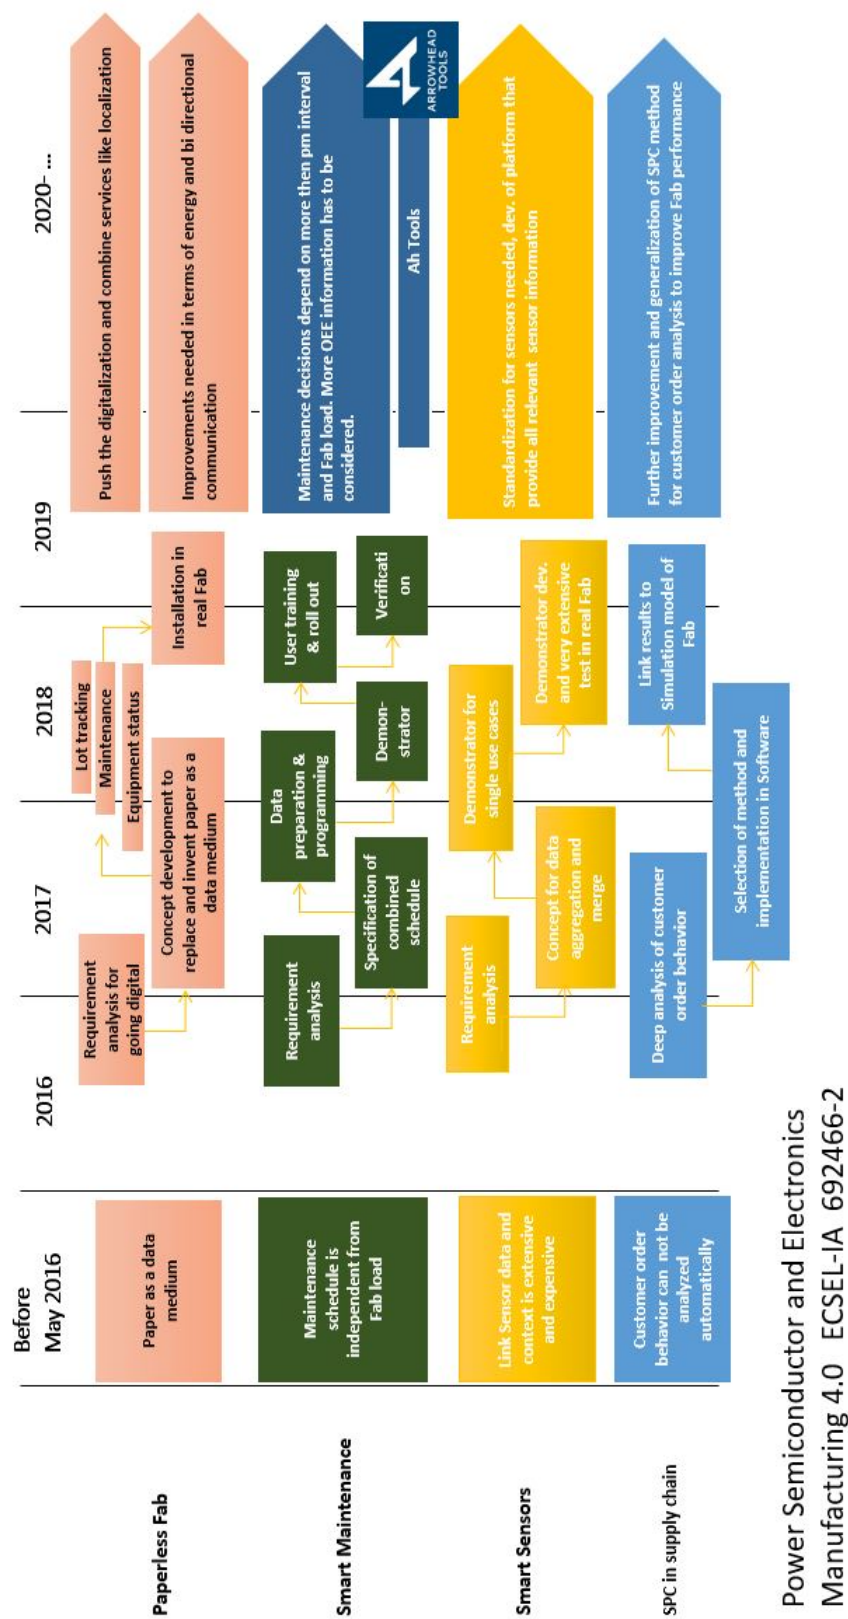 Before
May 2016
2016
2017
2018
2019
2020- ...
Paperless Fab
Paper as a data
medium
Requirement
analysis for
going digital
Concept development to
replace and invent paper as a
data medium
Lot tracking
Maintenance
Equipment status
Installation in
real Fab
Push the digitalization and combine services like localization
Improvements needed in terms of energy and bi directional
communication
Smart Maintenance
Maintenance
schedule is
independent from
Fab load
Requirement
analysis
Specification of
combined
schedule
Data
preparation &
programming
Demon-
strator
User training
& roll out
Verificati
on
Maintenance decisions depend on more then pm interval
and Fab load. More OEE information has to be
considered.
Ah Tools
ARROWHEAD
TOOLS
Smart Sensors
Link Sensor data and
context is extensive
and expensive
Requirement
analysis
Concept for data
aggregation and
merge
Demonstrator for
single use cases
Demonstrator dev.
and very extensive
test in real Fab
Standardization for sensors needed, dev. of platform that
provide all relevant sensor information
SPC in supply chain
Customer order
behavior can not be
analyzed
automatically
Deep analysis of customer
order behavior
Selection of method and
implementation in Software
Link results to
Simulation model of
Fab
Further improvement and generalization of SPC method
for customer order analysis to improve Fab performance
Power Semiconductor and Electronics
Manufacturing 4.0 ECSEL-IA 692466-2